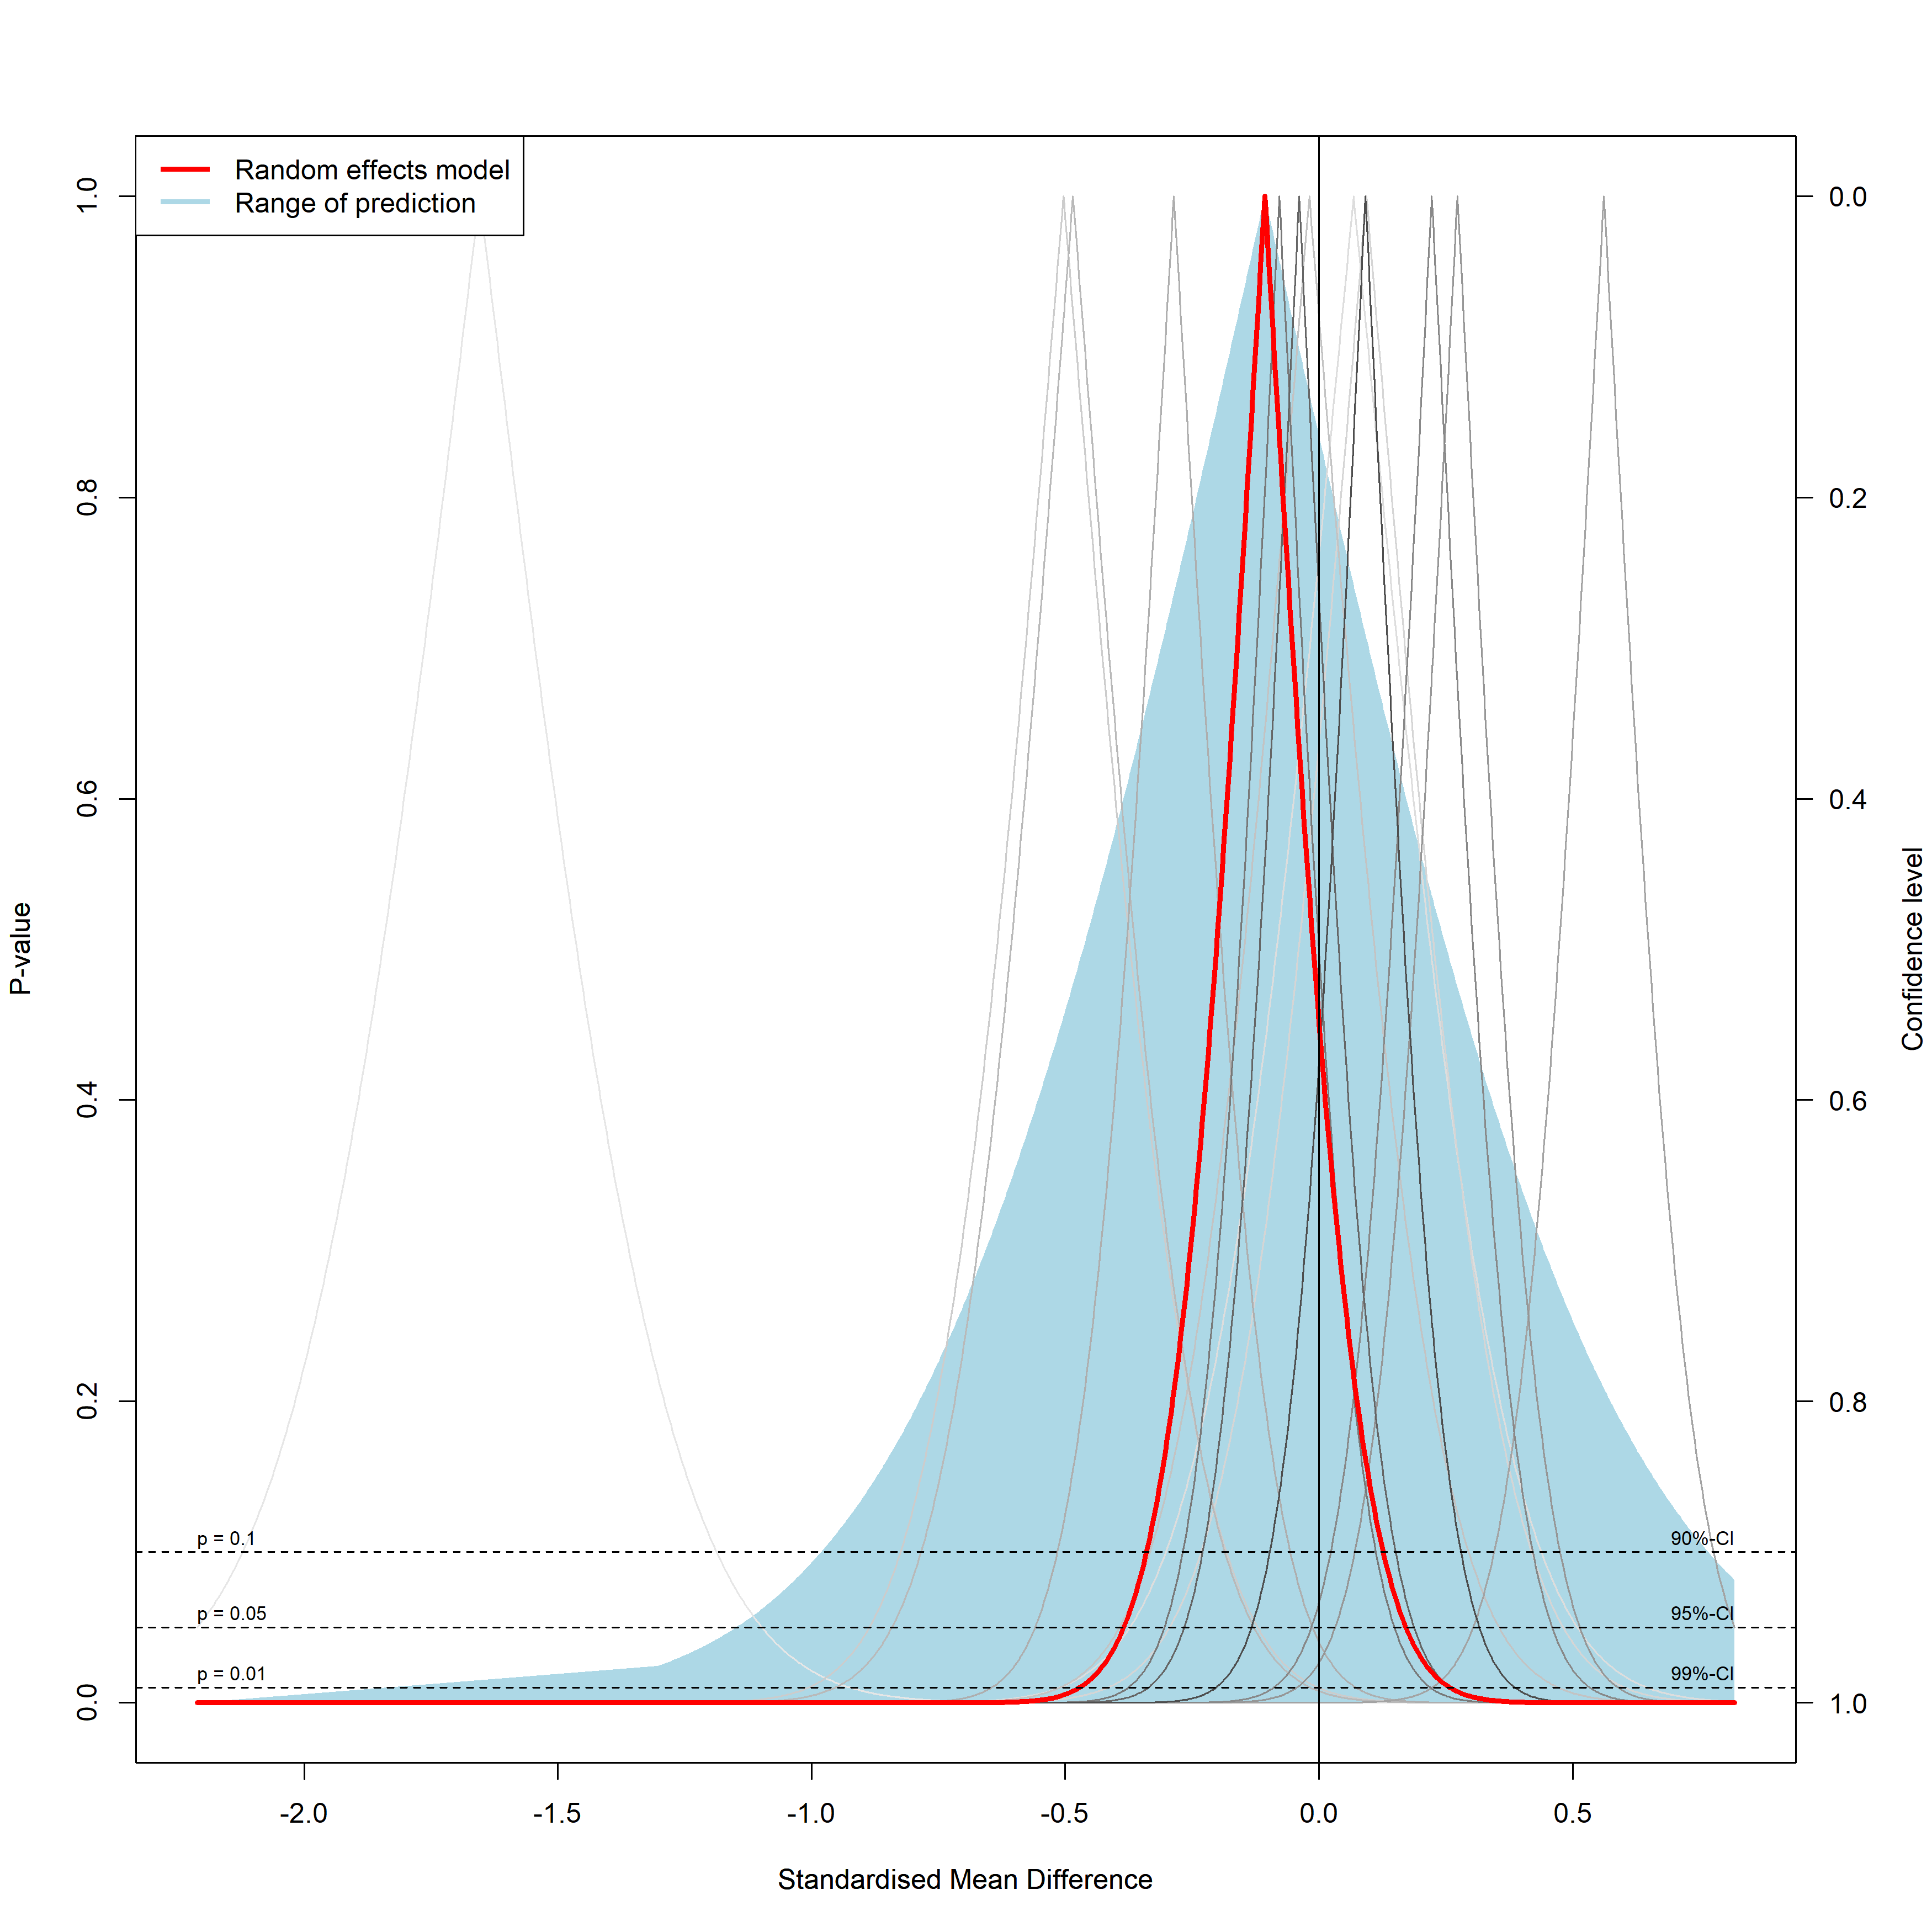 Random effects model
Range of prediction
1.0
0.8
0.6
0.4
0.2
0.0
P-value
0.0
0.2
0.4
0.6
0.8
1.0
Confidence level
p = 0.1
90%-CI
p = 0.05
95%-CI
p = 0.01
99%-CI
-2.0 -1.5 -1.0 -0.5 0.0 0.5
Standardised Mean Difference